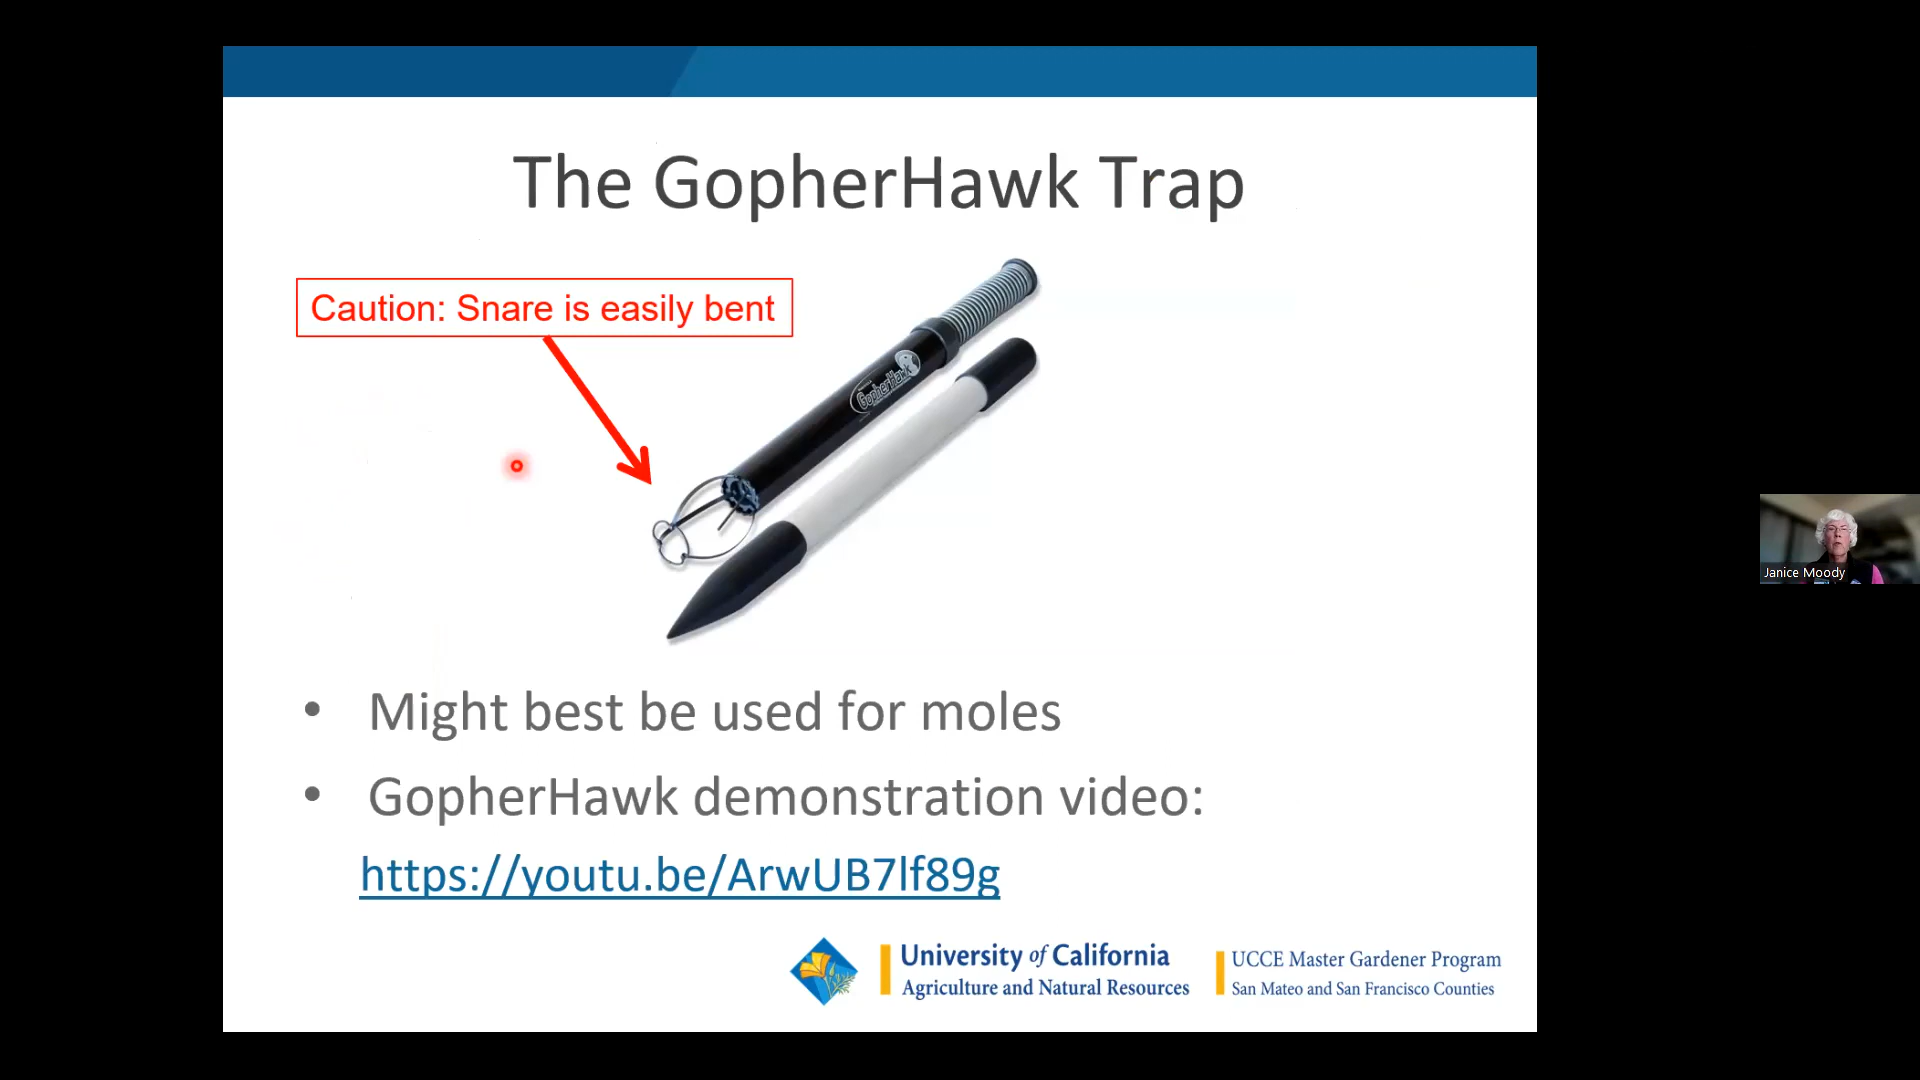 The GopherHawk Trap
Caution: Snare is easily bent
GopherHawk
• Might best be used for moles
• GopherHawk demonstration video:
https://youtu.be/ArwUB7lf89g
University of California
Agriculture and Natural Resources
UCCE Master Gardener Program
San Mateo and San Francisco Counties
Janice Moody